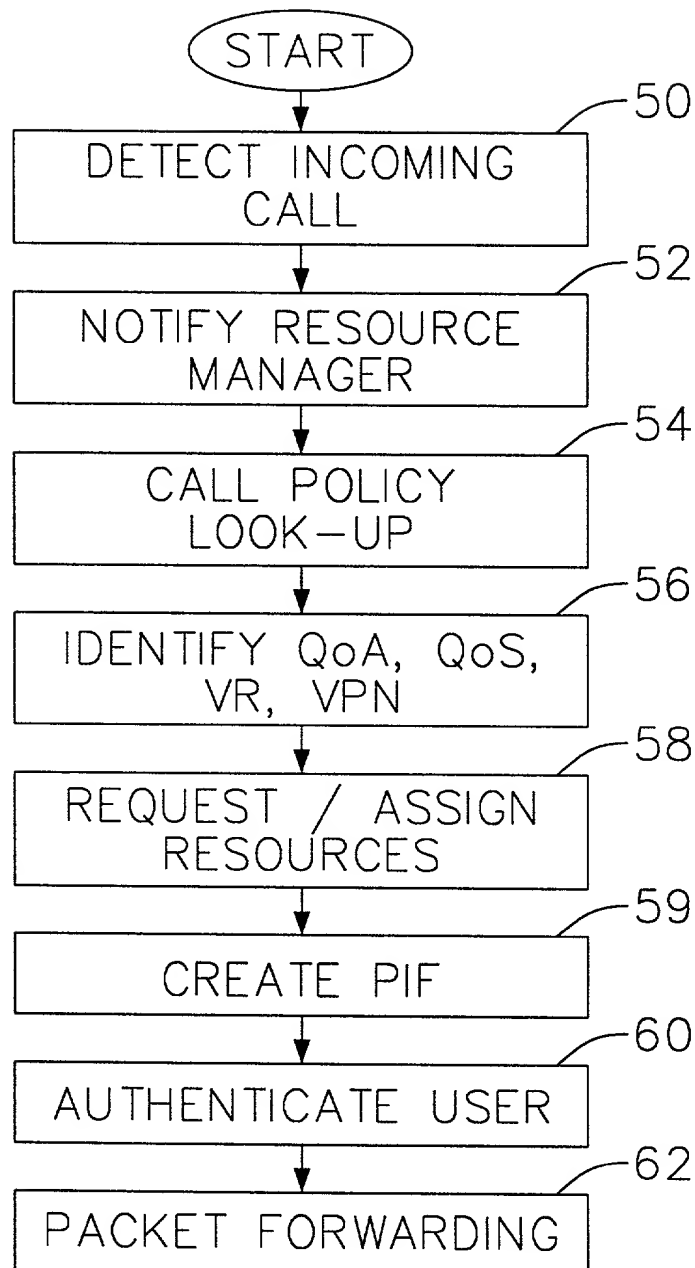 START
50
DETECT INCOMING
CALL
52
NOTIFY RESOURCE
MANAGER
54
CALL POLICY
LOOK-UP
56
IDENTIFY QoA, QoS,
VR, VPN
58
REQUEST / ASSIGN
RESOURCES
59
CREATE PIF
60
AUTHENTICATE USER
62
PACKET FORWARDING